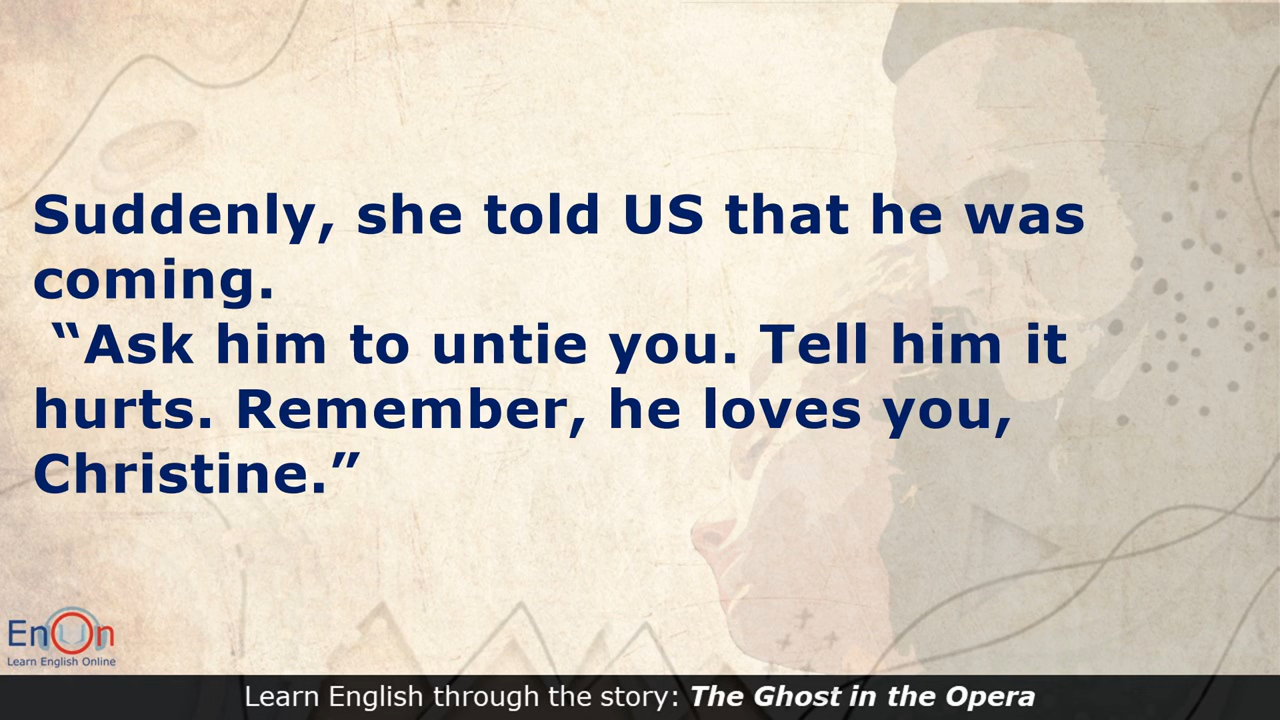 Suddenly, she told US that he was
coming.
“Ask him to untie you. Tell him it
hurts. Remember, he loves you,
Christine.”
EnOn
Learn English Online
Learn English through the story: The Ghost in the Opera